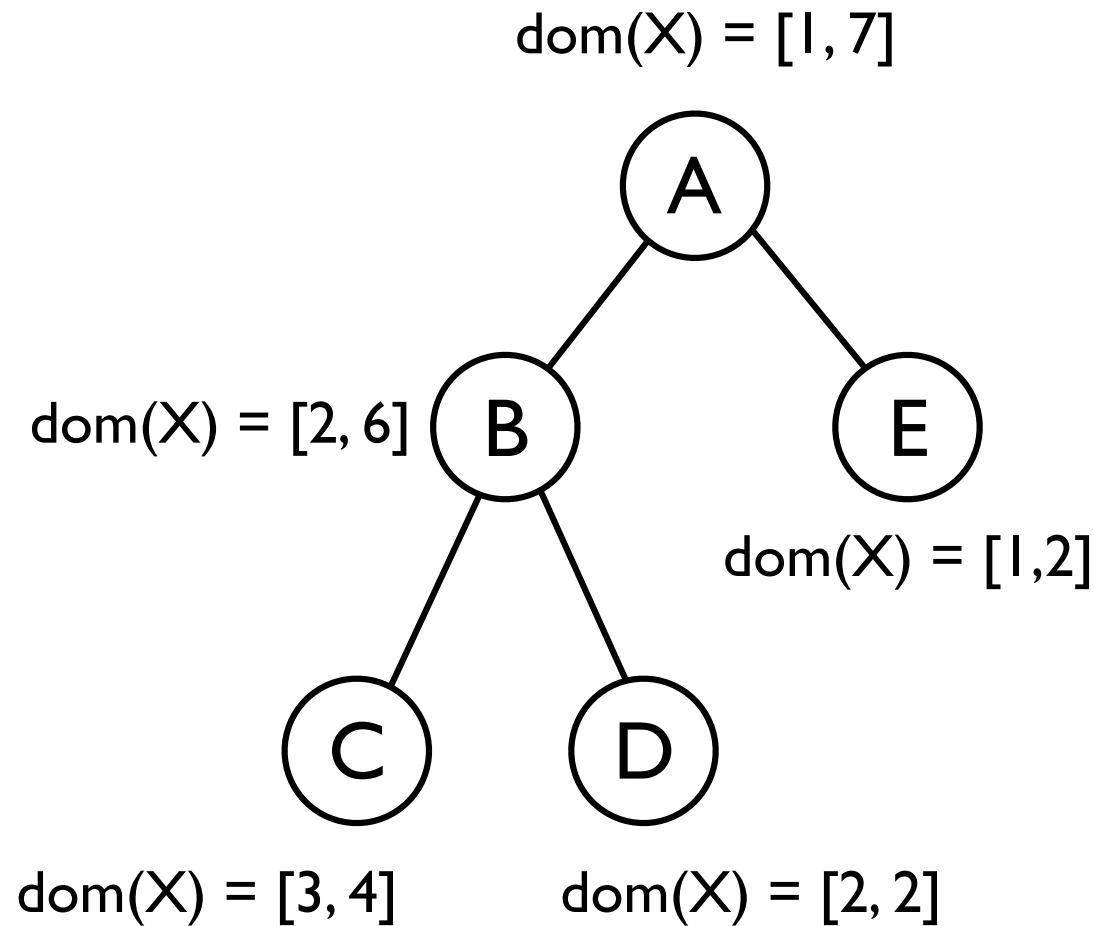 dom(X) = [1, 7]
A
dom(X) = [2, 6]
B
E
dom(X) = [1,2]
C
D
dom(X) = [3, 4]
dom(X) = [2, 2]